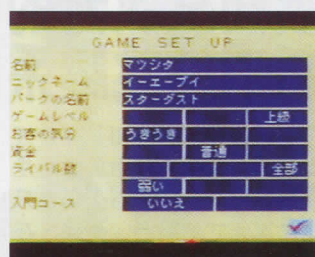 GAME SET UP
名前 マツシタ
ニックネーム イーエーブイ
パークの名前 スターダスト
ゲームレベル 上級
お客の気分 うきうき
資金 普通
ライバル数 全部
弱い
入門コース いいえ